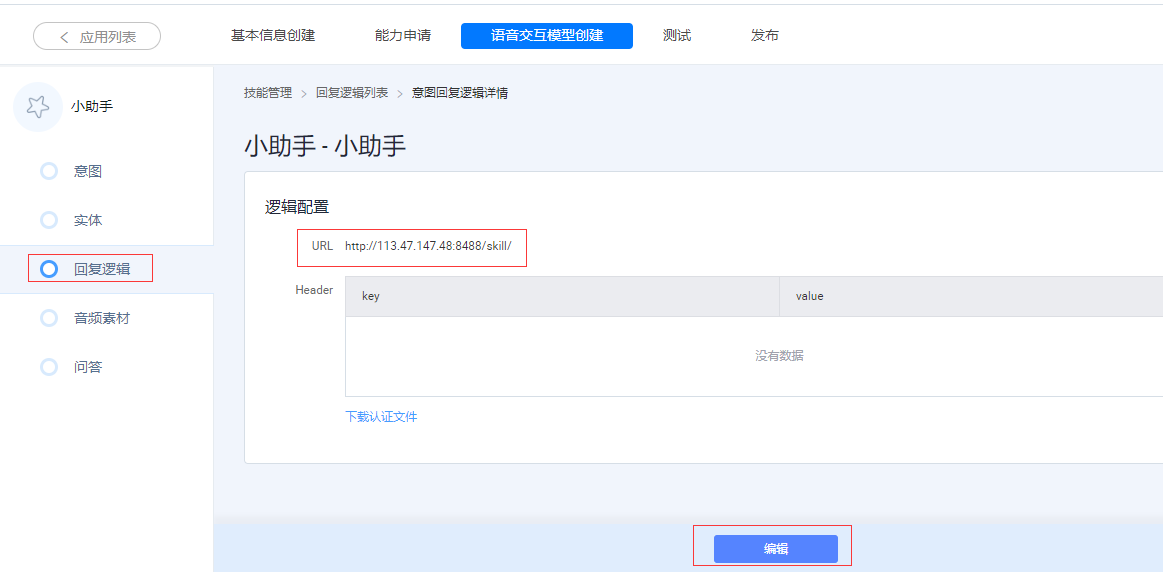 应用列表
基本信息创建 能力申请 语音交互模型创建 测试 发布
小助手
意图
实体
回复逻辑
音频素材
问答
技能管理 > 回复逻辑列表 > 意图回复逻辑详情
小助手 - 小助手
逻辑配置
URL http://113.47.147.48:8488/skill/
Header key value
没有数据
下载认证文件
编辑